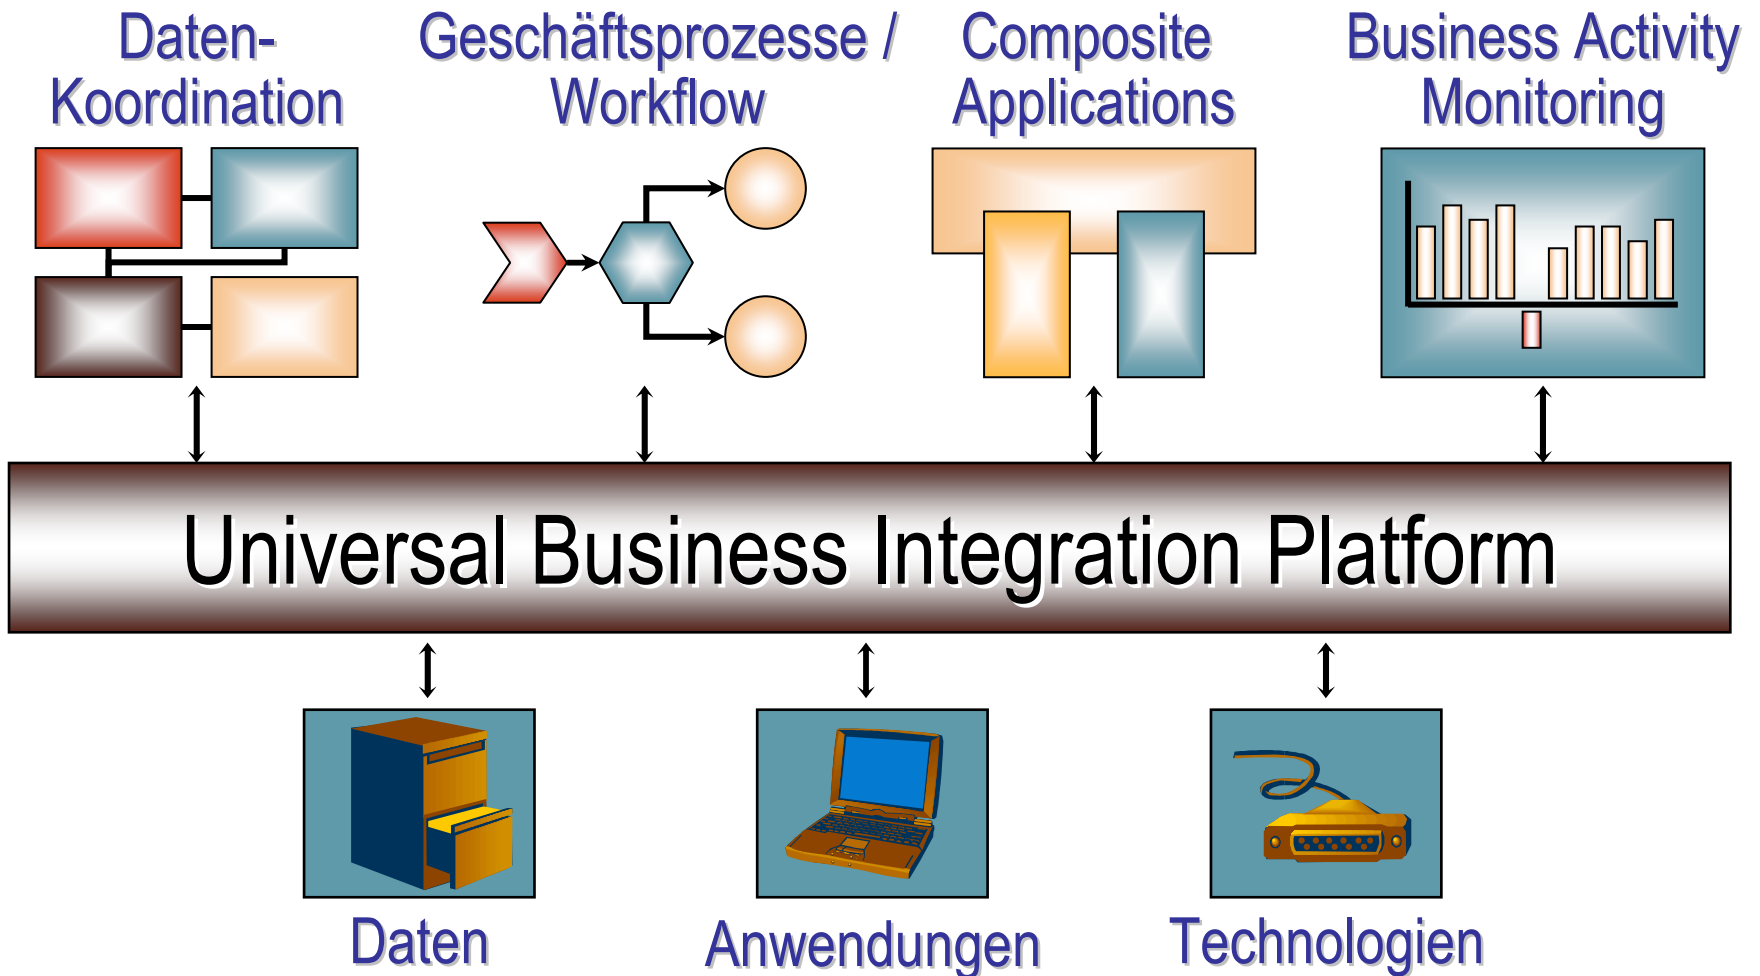 Daten-
Koordination
Geschäftsprozesse /
Workflow
Composite
Applications
Business Activity
Monitoring
Universal Business Integration Platform
Daten
Anwendungen
Technologien